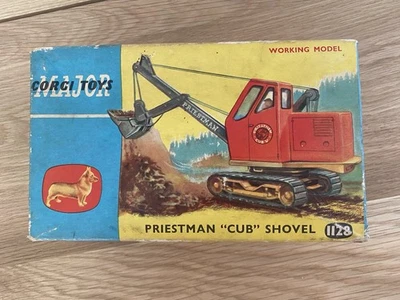 WORKING MODEL
CORGI TOYS
MAJOR
PRIESTMAN
PRIESTMAN "CUB" SHOVEL 1128